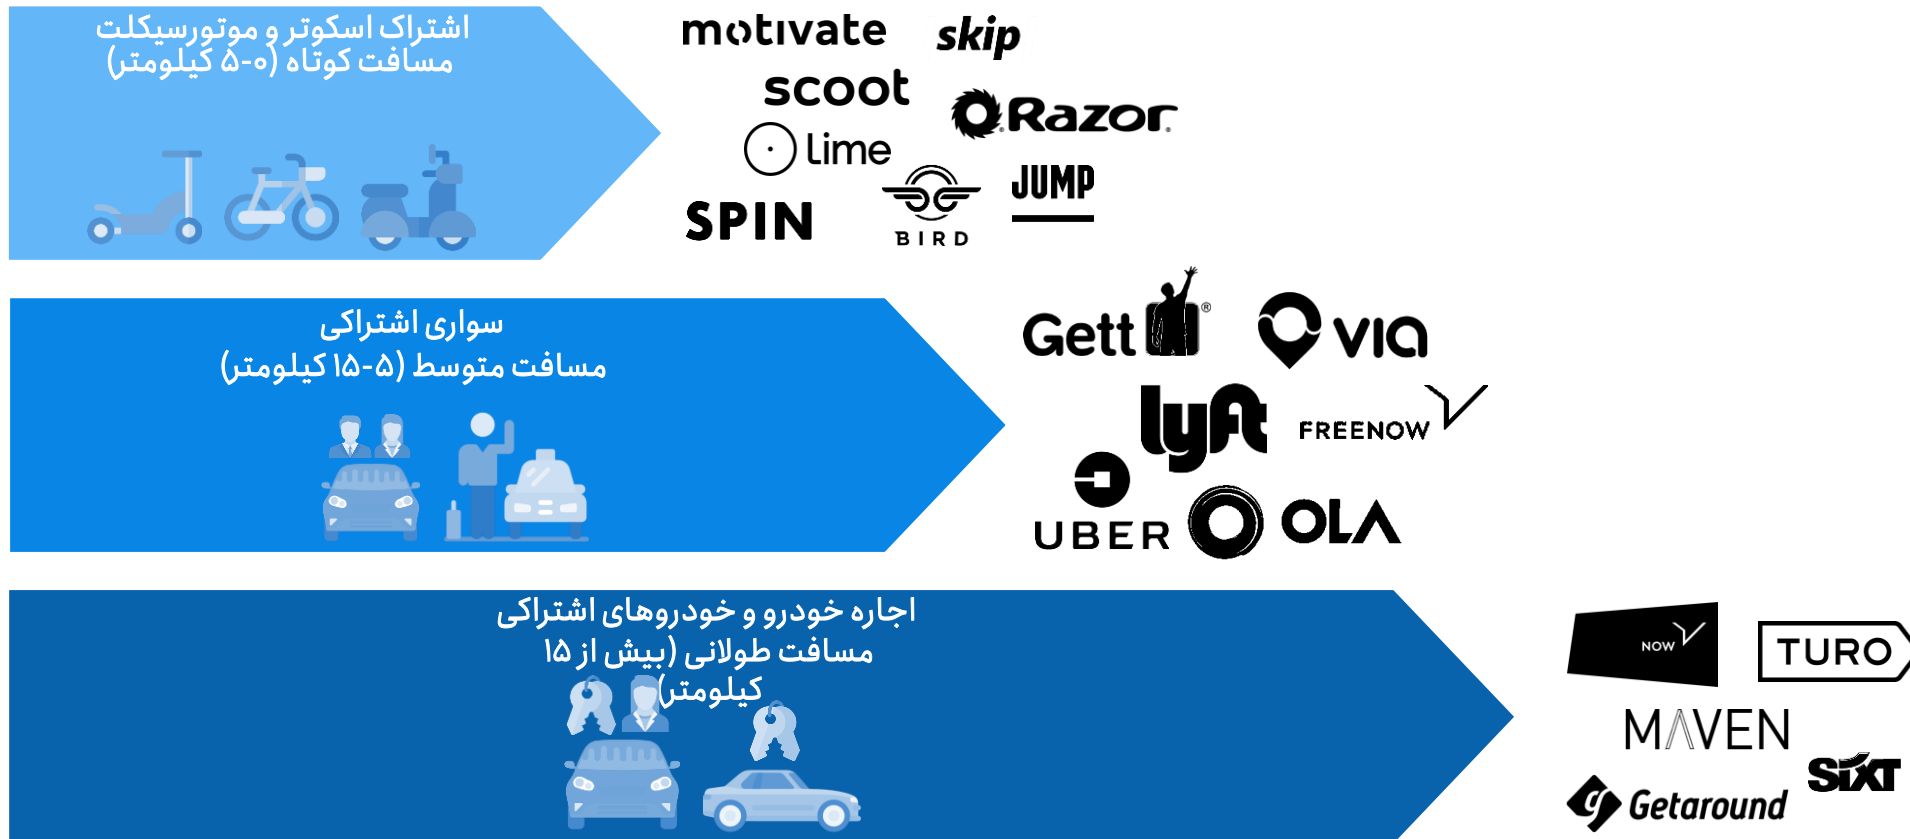 اشتراک اسکوتر و موتورسیکلت
مسافت کوتاه (۰-۵ کیلومتر)
motivate
skip
scoot
Razor
Lime
BIRD
JUMP
SPIN
سواری اشتراکی
مسافت متوسط (۵-۱۵ کیلومتر)
Gett
VIA
lyft
FREENOW
UBER
OLA
اجاره خودرو و خودروهای اشتراکی
مسافت طولانی (بیش از ۱۵
کیلومتر)
NOW
TURO
MAVEN
SIXT
Getaround